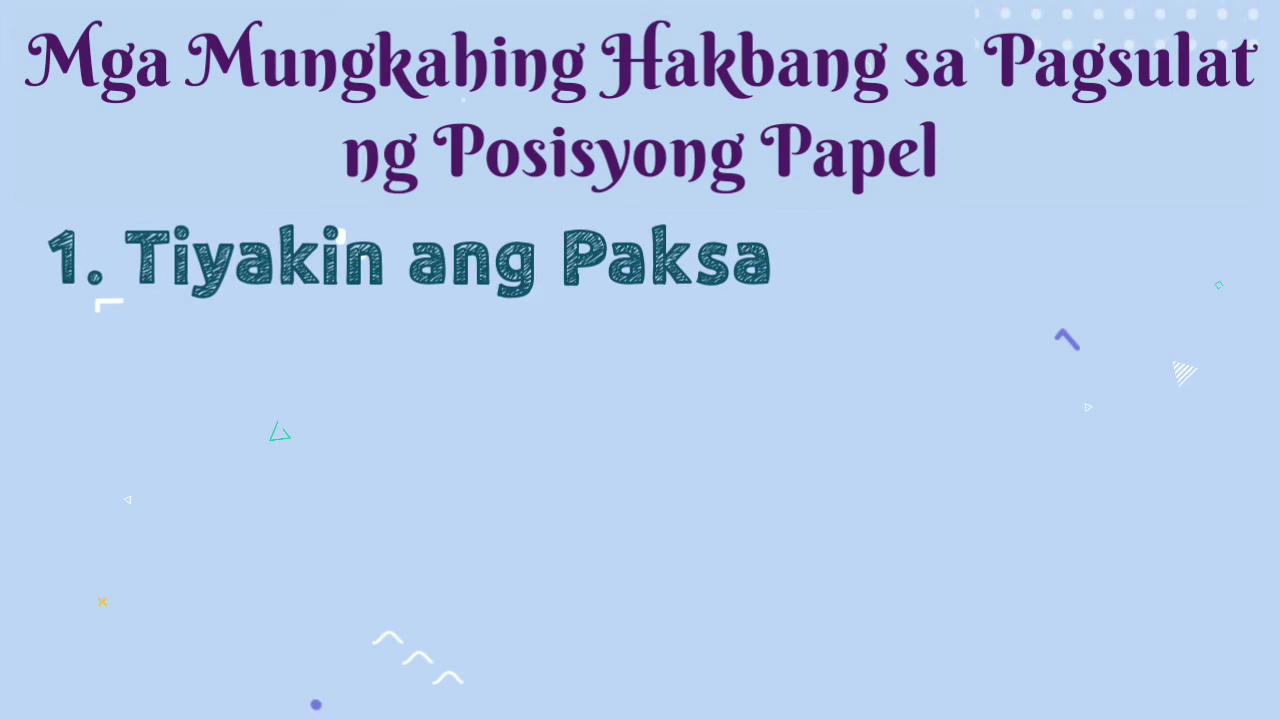 Mga Mungkahing Hakbang sa Pagsulat
ng Posisyong Papel
1. Tiyakin ang Paksa